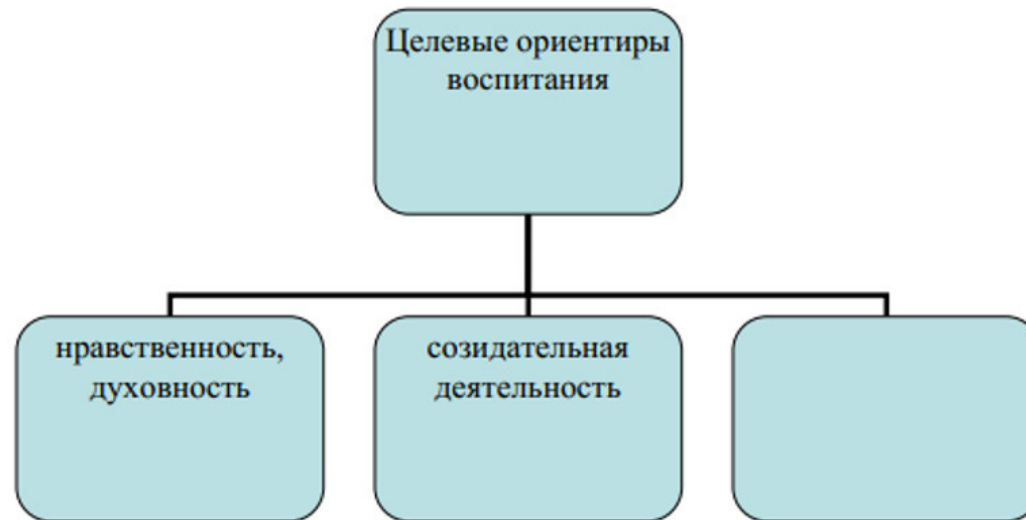 Целевые ориентиры
воспитания
нравственность,
духовность
созидательная
деятельность